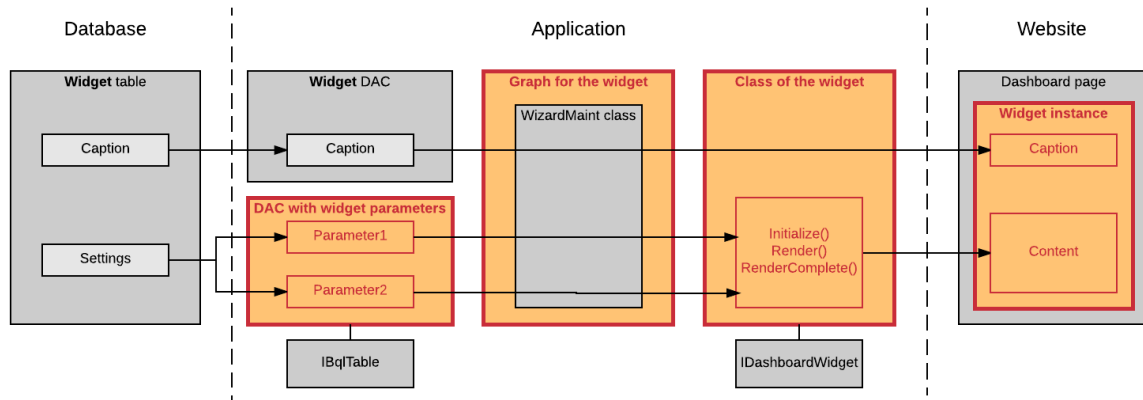 Database
Application
Website
Widget table
Widget DAC
Graph for the widget
Class of the widget
Dashboard page
WizardMaint class
Widget instance
Caption
Caption
Caption
DAC with widget parameters
Settings
Parameter1
Parameter2
Initialize()
Render()
RenderComplete()
Content
IBqlTable
IDashboardWidget